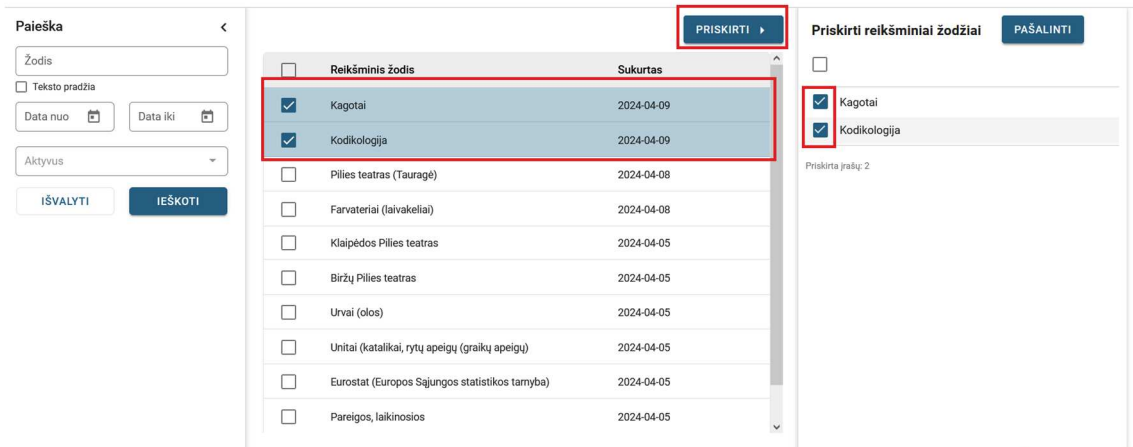 Paieška
Žodis
Teksto pradžia
Data nuo
Data iki
Aktyvus
IŠVALYTI
IEŠKOTI
PRISKIRTI
Reikšminis žodis Sukurtas
Kagotai 2024-04-09
Kodikologija 2024-04-09
Pilies teatras (Tauragė) 2024-04-08
Farvateriai (laivakeliai) 2024-04-08
Klaipėdos Pilies teatras 2024-04-05
Biržų Pilies teatras 2024-04-05
Urvai (olos) 2024-04-05
Unitai (katalikai, rytų apeigų (graikų apeigų) 2024-04-05
Eurostat (Europos Sąjungos statistikos tarnyba) 2024-04-05
Pareigos, laikinosios 2024-04-05
Priskirti reikšminiai žodžiai
PAŠALINTI
Kagotai
Kodikologija
Priskirta įrašų: 2